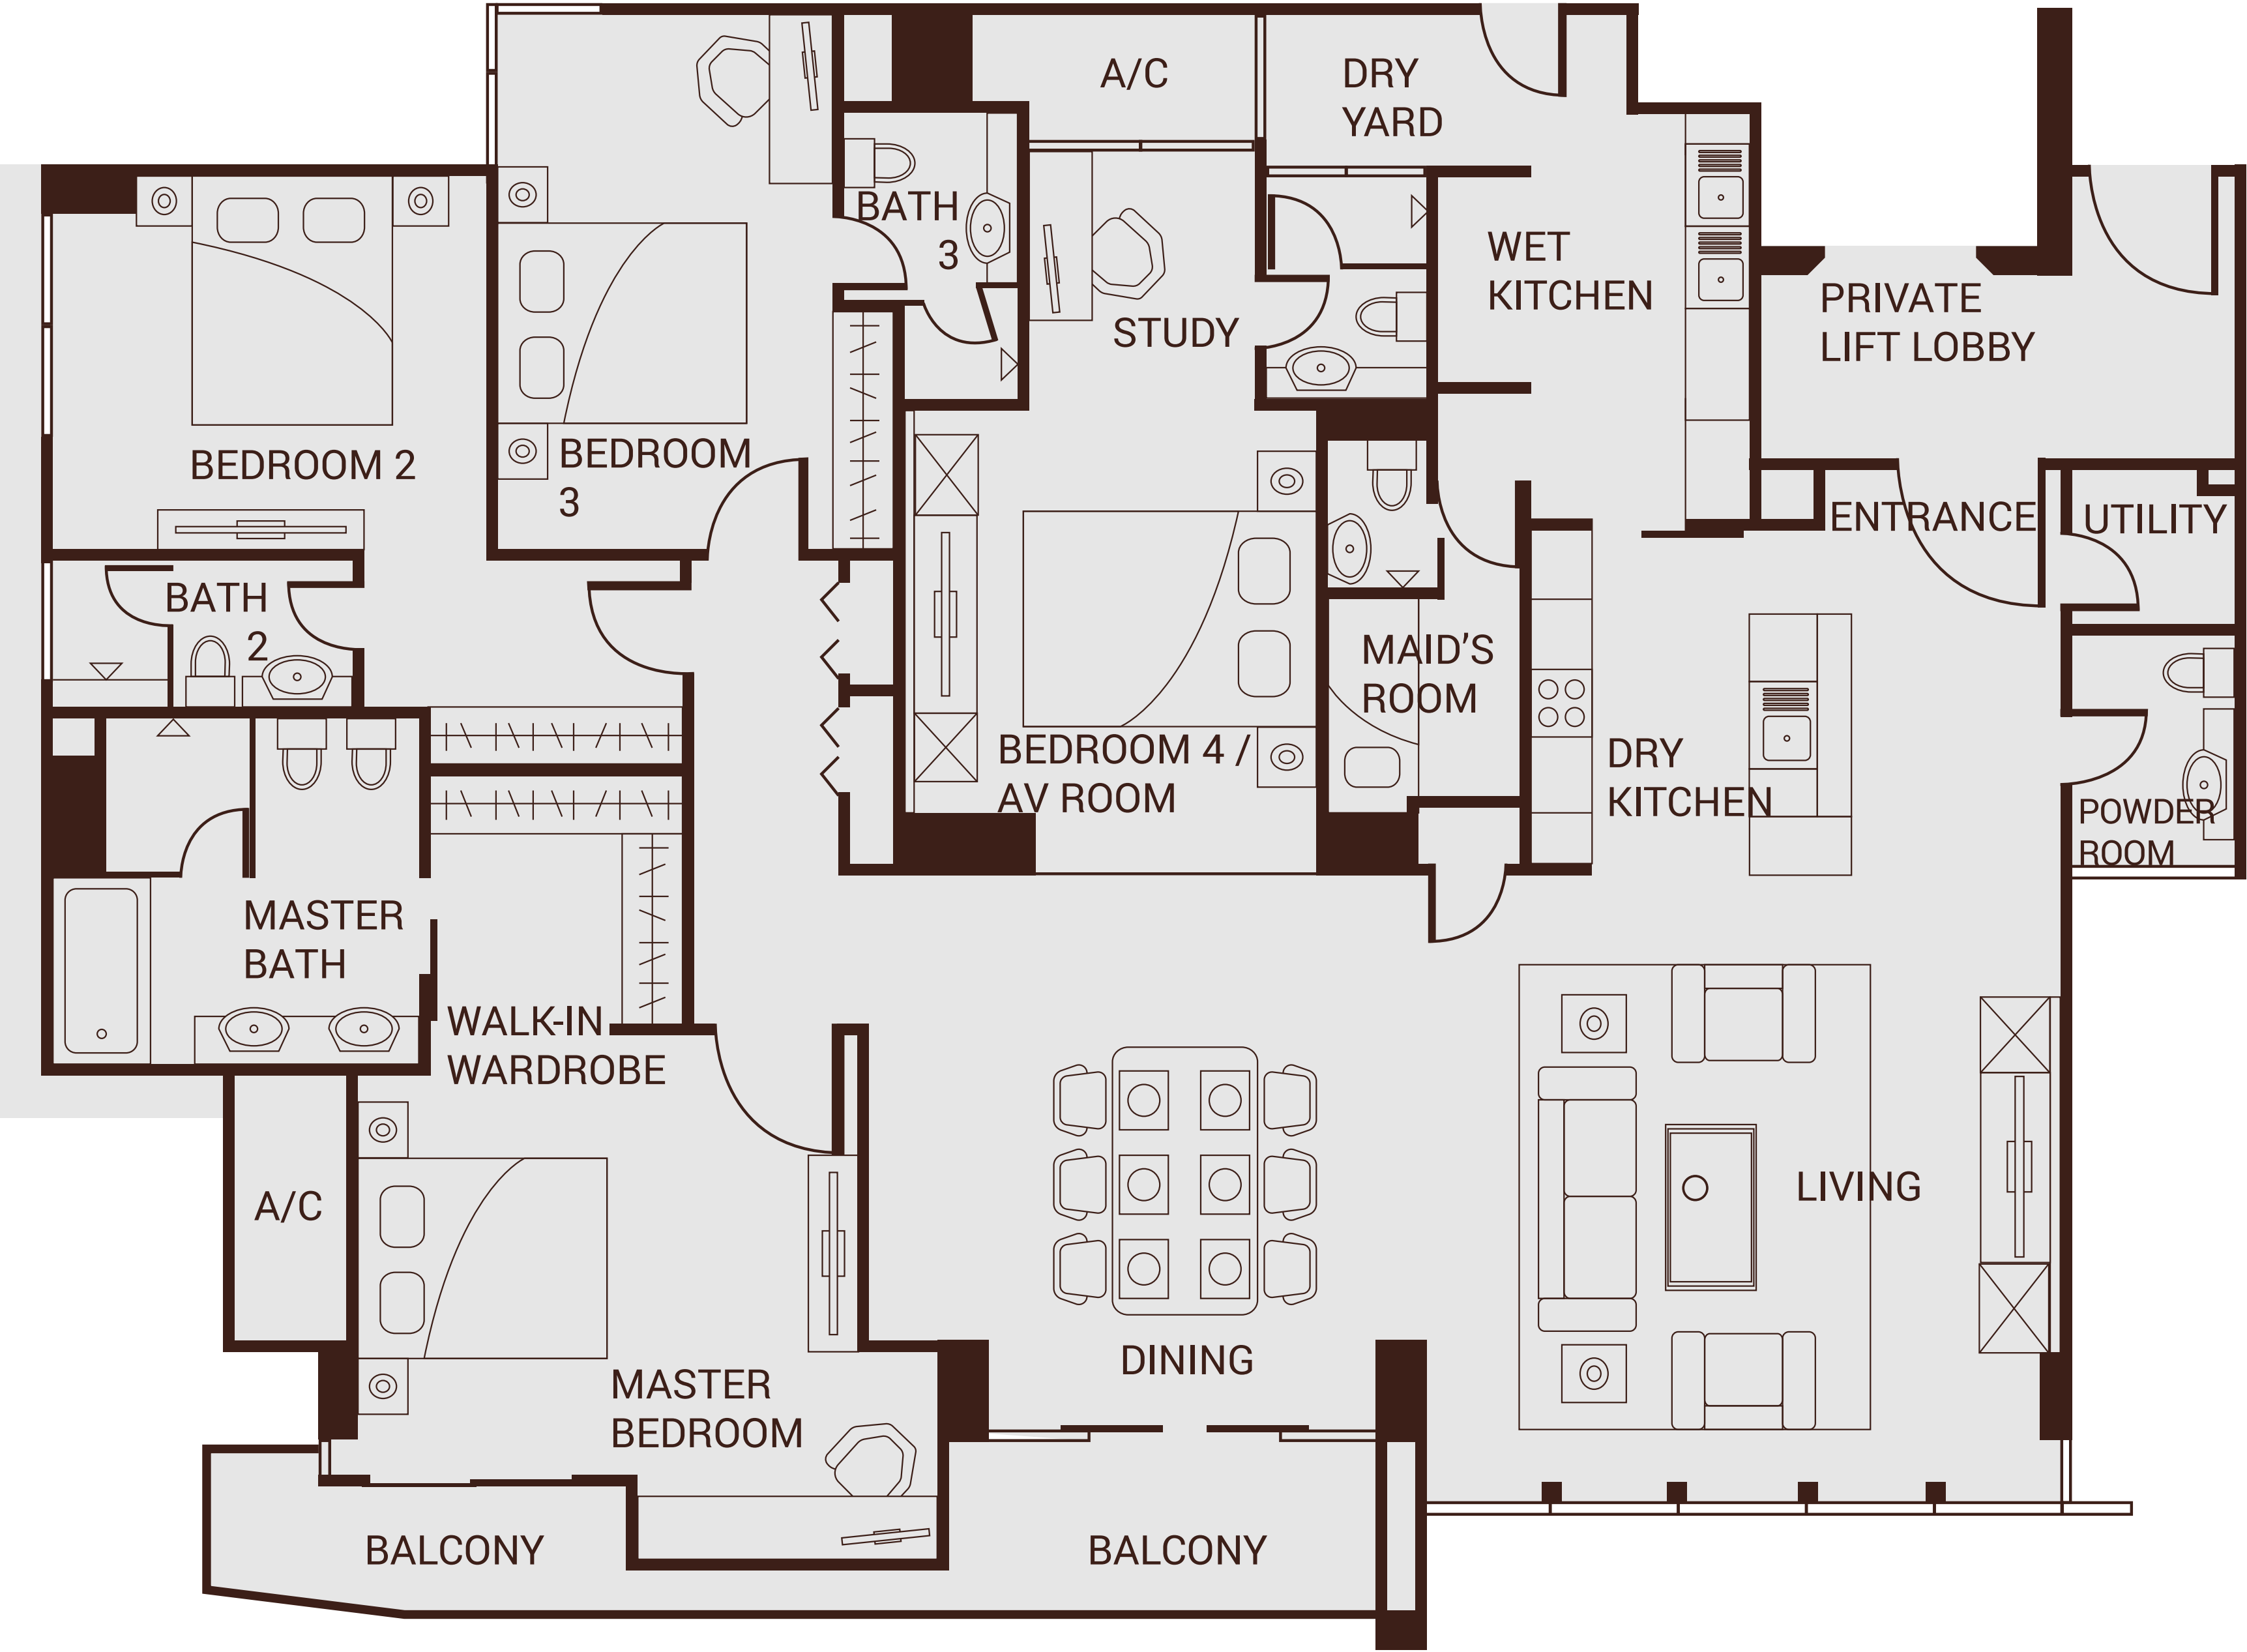 A/C
DRY
YARD
BATH
3
WET
KITCHEN
PRIVATE
LIFT LOBBY
STUDY
BEDROOM 2
BEDROOM
3
ENTRANCE
UTILITY
BATH
2
MAID'S
ROOM
BEDROOM 4 /
AV ROOM
DRY
KITCHEN
POWDER
ROOM
MASTER
BATH
WALK-IN
WARDROBE
A/C
LIVING
DINING
MASTER
BEDROOM
BALCONY
BALCONY